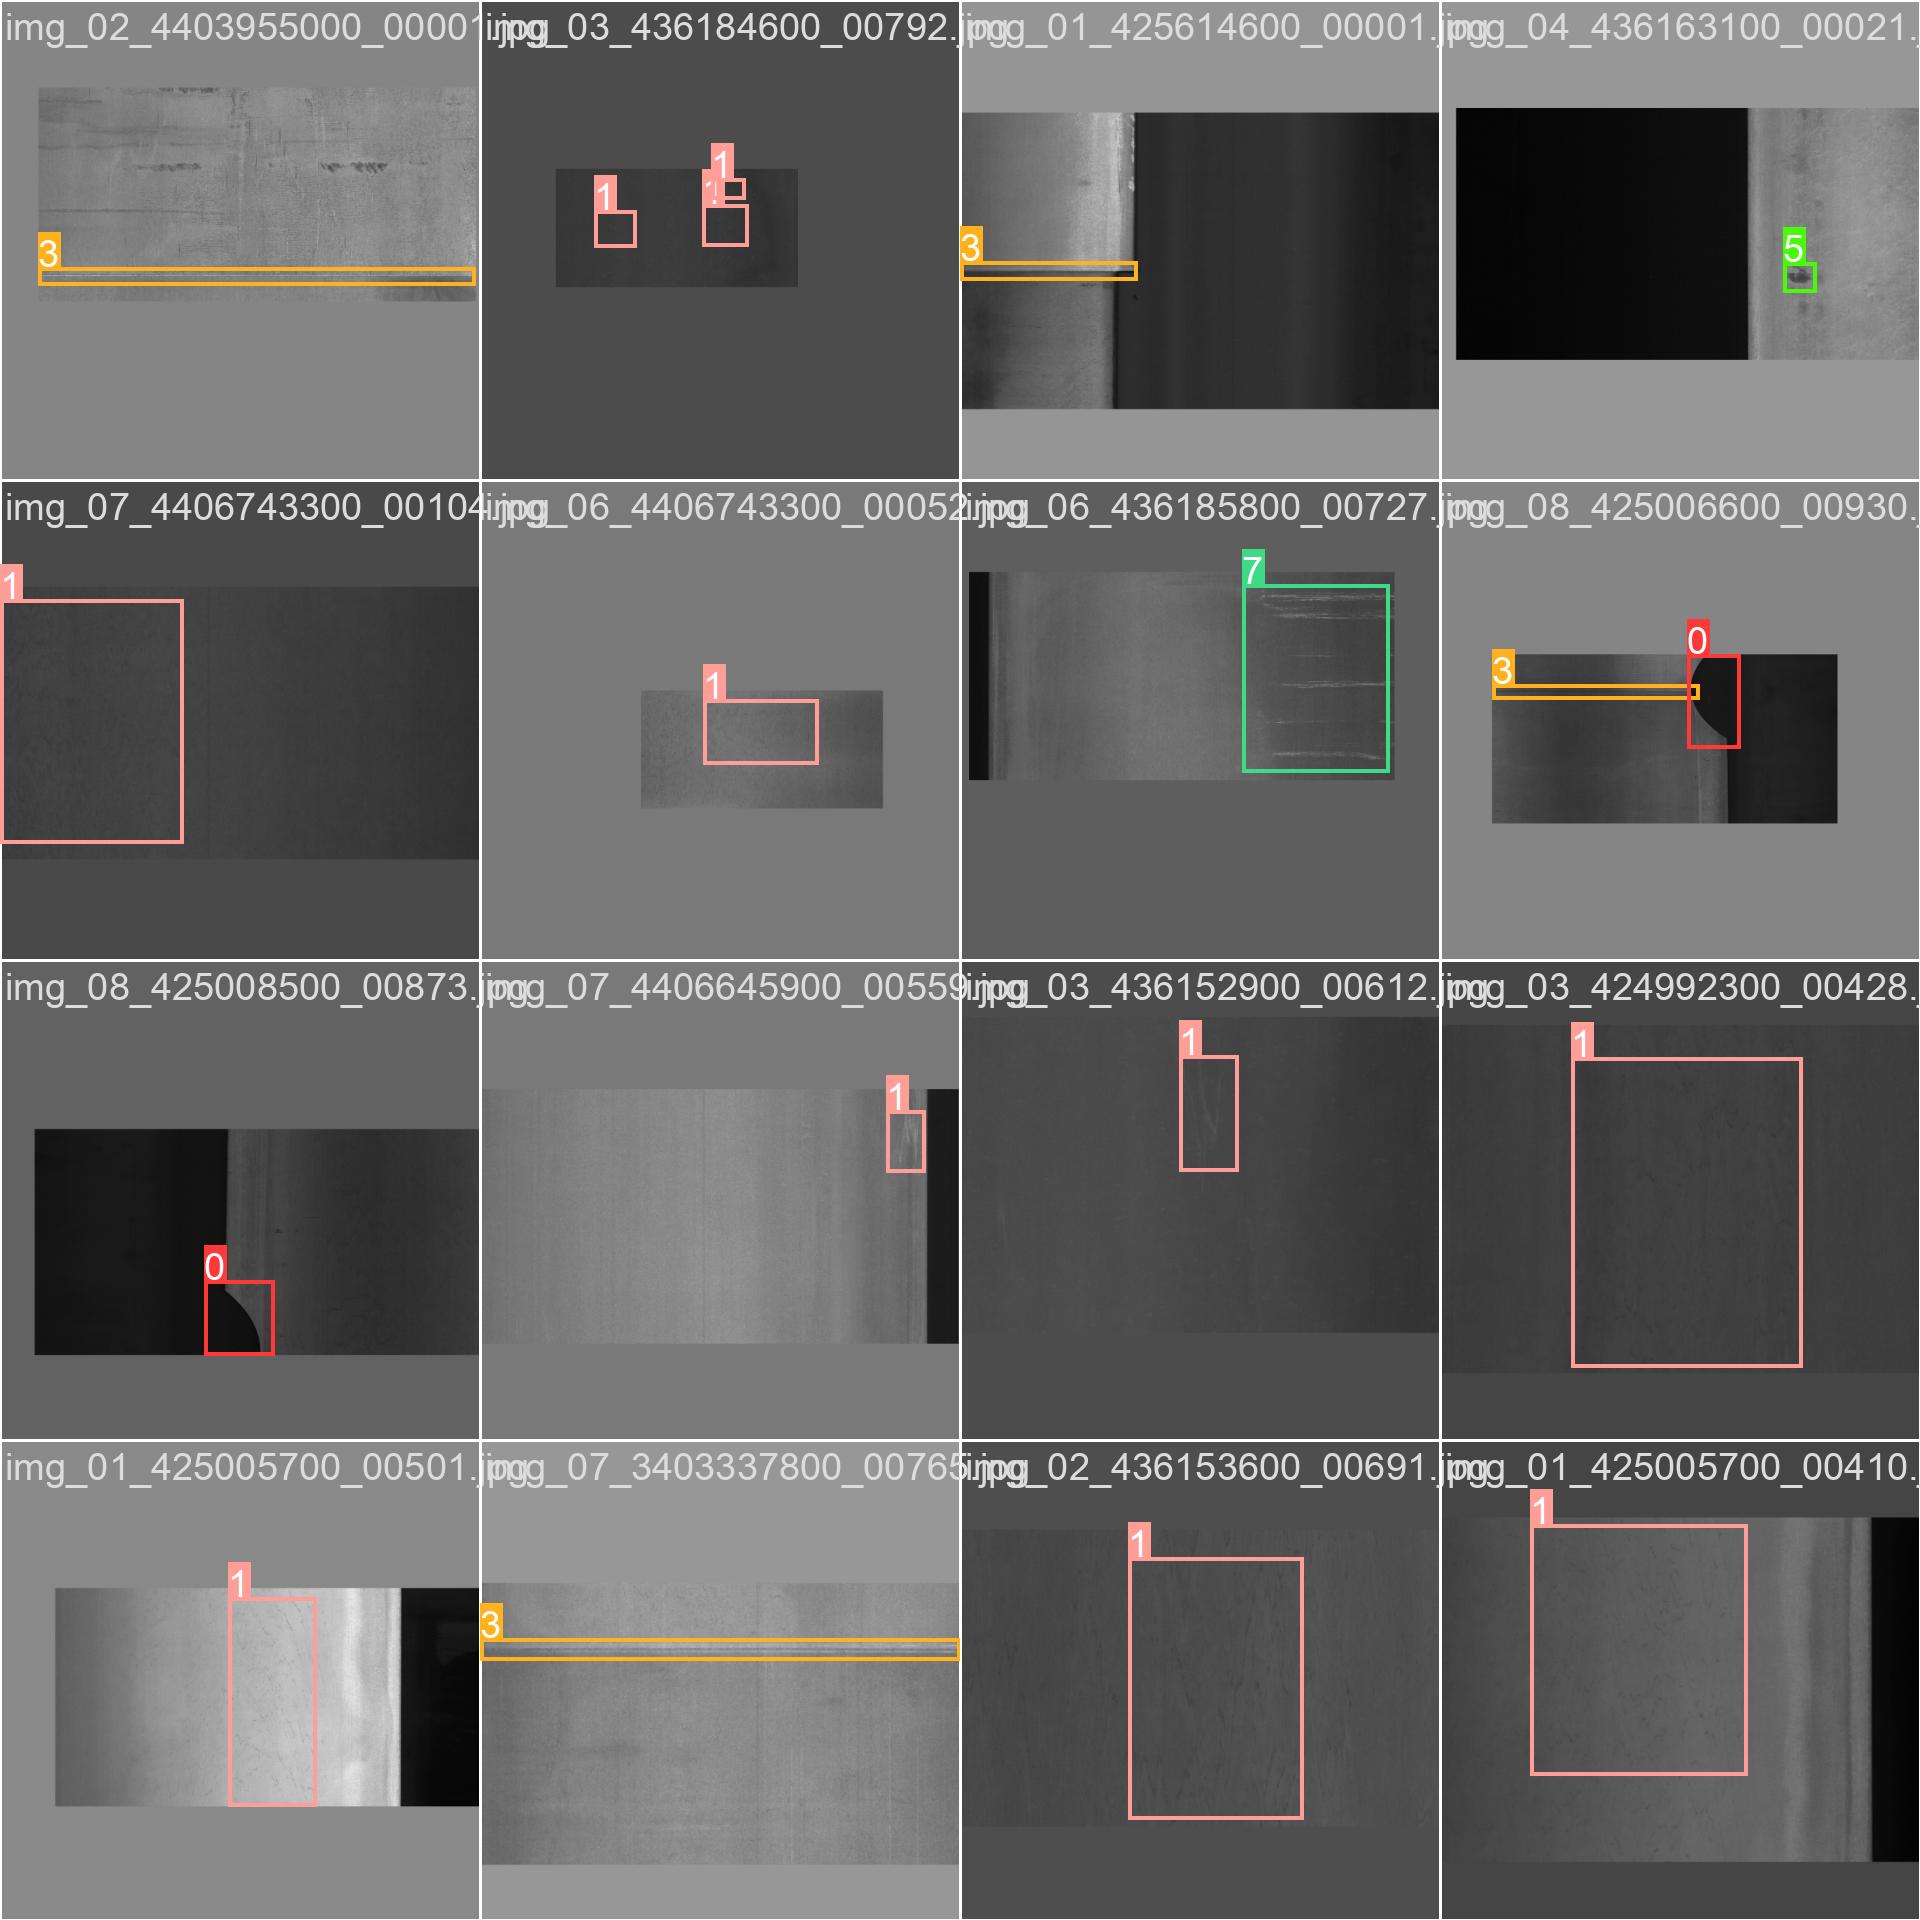 img_02_4403955000_00001.jpg
img_03_436184600_00792.jpg
img_01_425614600_00001.jpg
img_04_436163100_00021.
3
1
1
1
3
5
img_07_4406743300_00104.jpg
img_06_4406743300_00052.jpg
img_06_436185800_00727.jpg
img_08_425006600_00930.
1
1
7
3
0
img_08_425008500_00873.jpg
img_07_4406645900_00559.jpg
img_03_436152900_00612.jpg
img_03_424992300_00428.
0
1
1
1
img_01_425005700_00501.jpg
img_07_3403337800_00765.jpg
img_02_436153600_00691.jpg
img_01_425005700_00410.
1
3
1
1